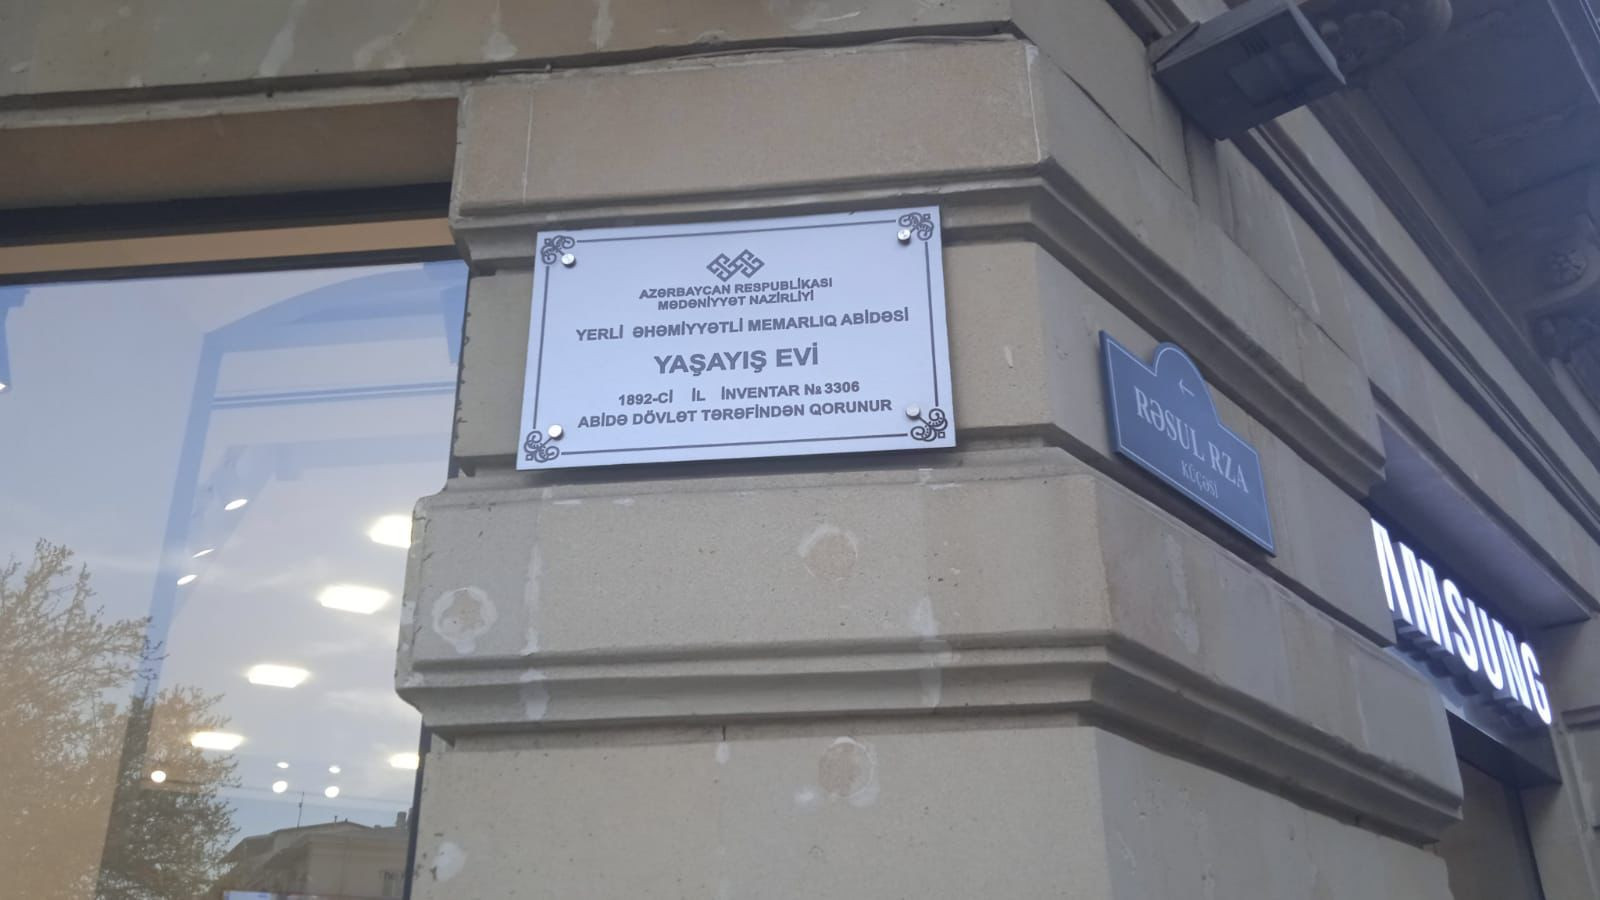 AZƏRBAYCAN RESPUBLİKASI
MƏDƏNİYYƏT NAZİRLİYİ
YERLİ ƏHƏMİYYƏTLİ MEMARLIQ ABİDƏSİ
YAŞAYIŞ EVİ
1892-Cİ İL İNVENTAR № 3306
ABİDƏ DÖVLƏT TƏRƏFİNDƏN QORUNUR
←
RƏSUL RZA
KÜÇƏSİ
AMSUNG